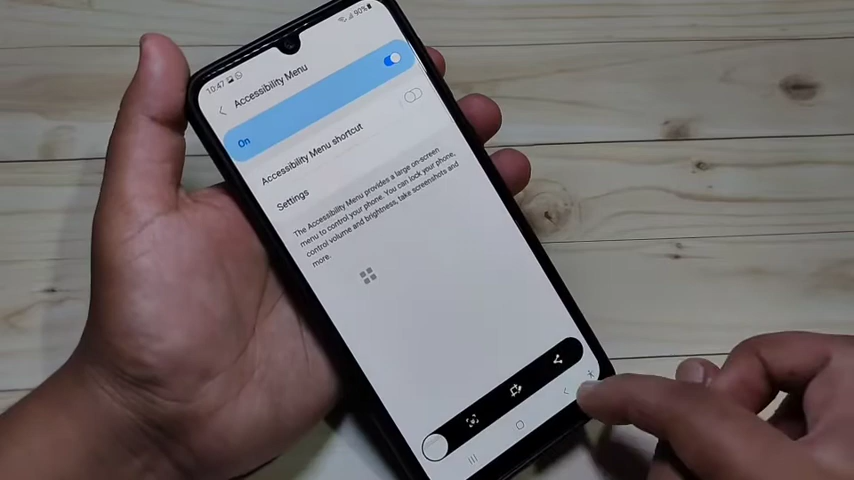 10:47
90%
Accessibility Menu
On
Accessibility Menu shortcut
Settings
The Accessibility Menu provides a large on-screen
menu to control your phone. You can lock your phone,
control volume and brightness, take screenshots and
more.